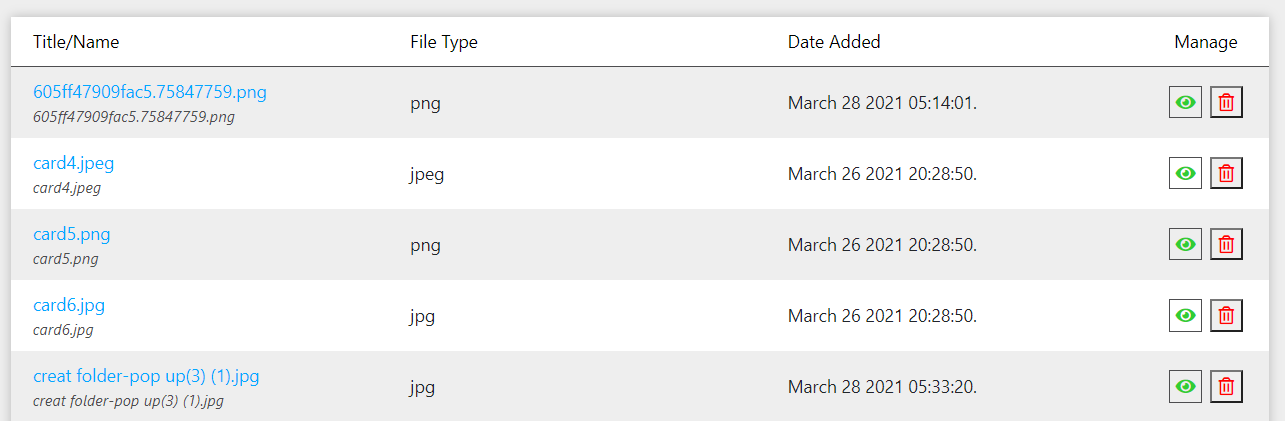 Title/Name File Type Date Added Manage
605ff47909fac5.75847759.png
605ff47909fac5.75847759.png
png March 28 2021 05:14:01.
card4.jpeg
card4.jpeg
jpeg March 26 2021 20:28:50.
card5.png
card5.png
png March 26 2021 20:28:50.
card6.jpg
card6.jpg
jpg March 26 2021 20:28:50.
creat folder-pop up(3) (1).jpg
creat folder-pop up(3) (1).jpg
jpg March 28 2021 05:33:20.